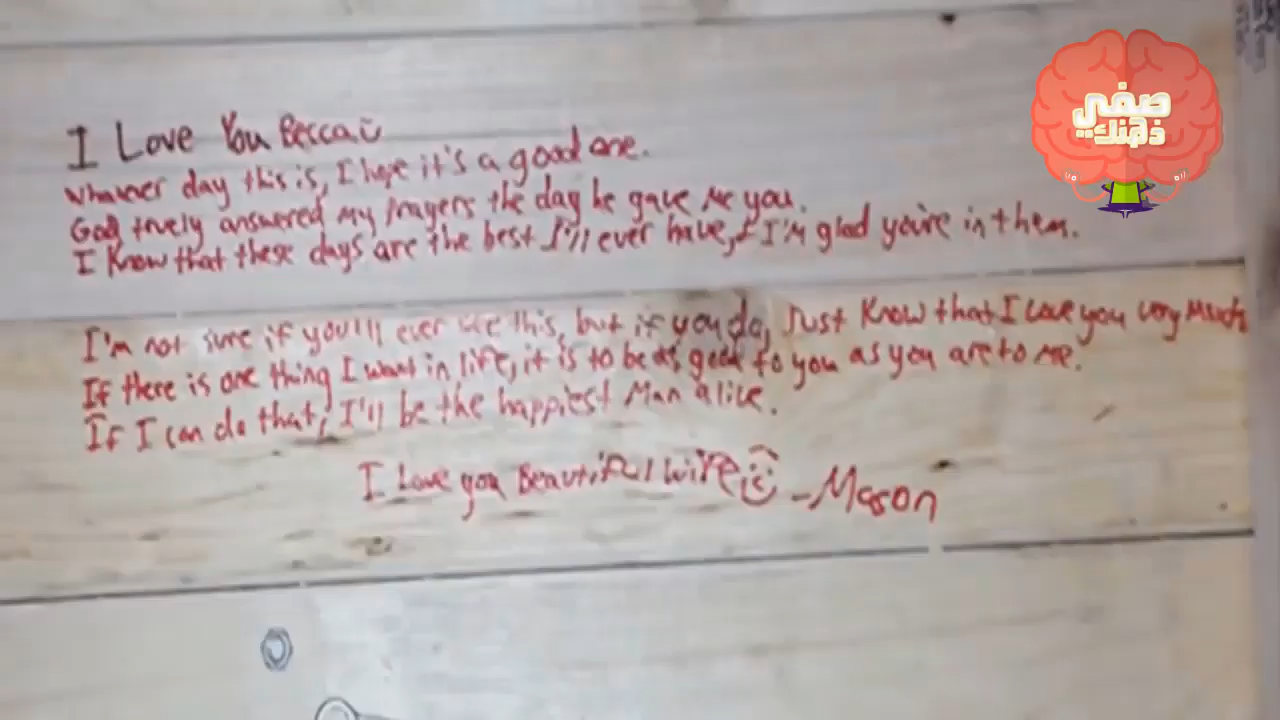 I Love You Becca
Whatever day this is, I hope it's a good one.
God truely answered my prayers the day he gave me you.
I know that these days are the best I'll ever have, & I'm glad you're in them.
I'm not sure if you'll ever see this, but if you do, Just know that I love you very much
If there is one thing I want in life, it is to be as good to you as you are to me.
If I can do that, I'll be the happiest man alive.
I Love you Beautiful wife -Mason
صفي
ذهنك